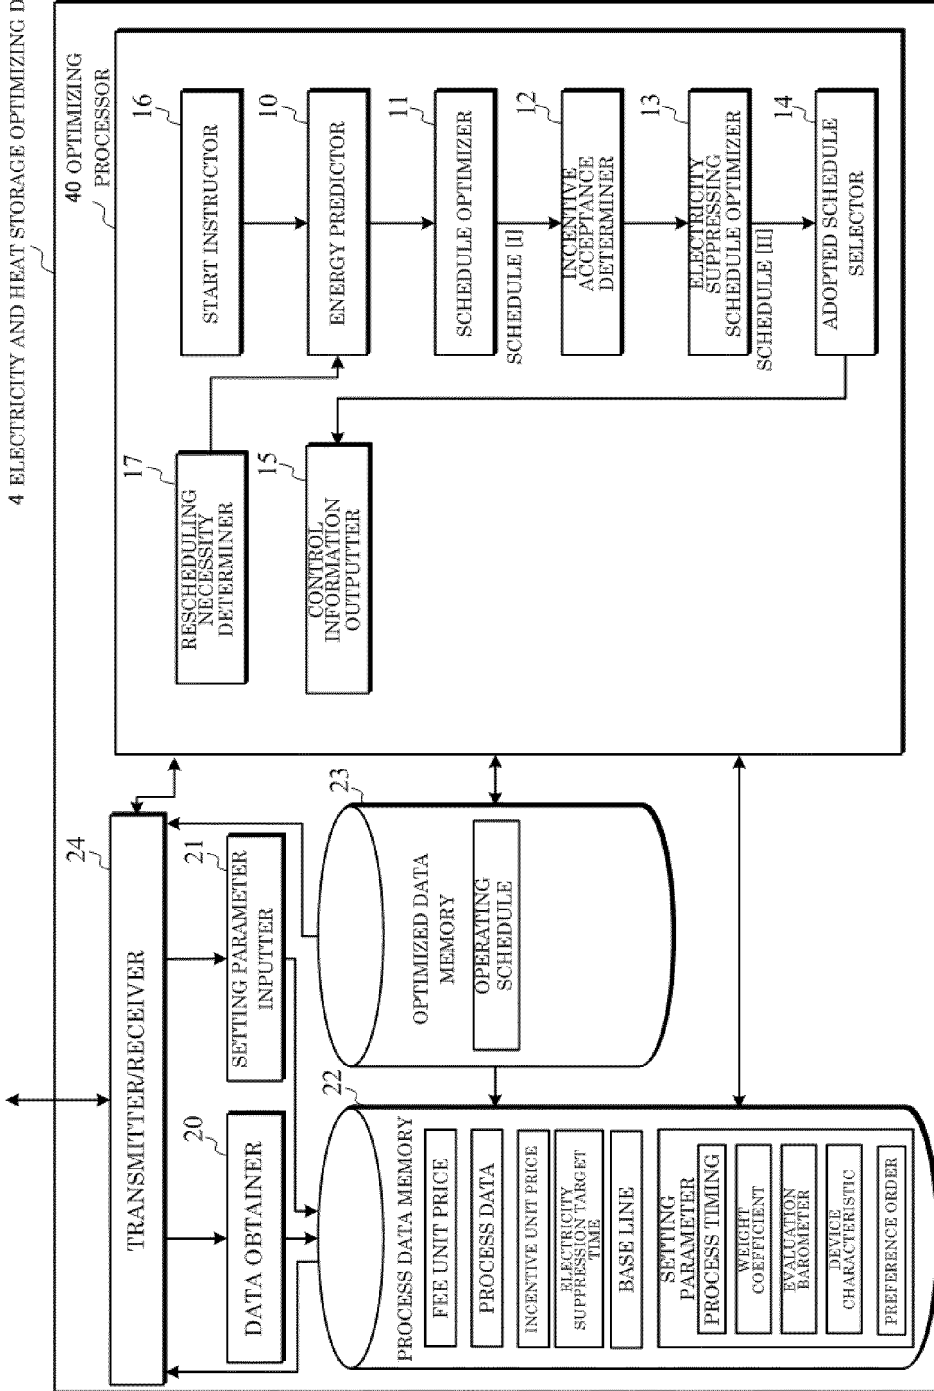 4 ELECTRICITY AND HEAT STORAGE OPTIMIZING D
40 OPTIMIZING
PROCESSOR
16
START INSTRUCTOR
10
ENERGY PREDICTOR
11
SCHEDULE OPTIMIZER
SCHEDULE [I]
12
INCENTIVE
ACCEPTANCE
DETERMINER
13
ELECTRICITY
SUPPRESSING
SCHEDULE OPTIMIZER
SCHEDULE [II]
14
ADOPTED SCHEDULE
SELECTOR
17
RESCHEDULING
NECESSITY
DETERMINER
15
CONTROL
INFORMATION
OUTPUTTER
24
TRANSMITTER/RECEIVER
21
SETTING PARAMETER
INPUTTER
20
DATA OBTAINER
23
OPTIMIZED DATA
MEMORY
OPERATING
SCHEDULE
22
PROCESS DATA MEMORY
FEE UNIT PRICE
PROCESS DATA
INCENTIVE UNIT PRICE
ELECTRICITY
SUPPRESSION TARGET
TIME
BASE LINE
SETTING
PARAMETER
PROCESS TIMING
WEIGHT
COEFFICIENT
EVALUATION
BAROMETER
DEVICE
CHARACTERISTIC
PREFERENCE ORDER